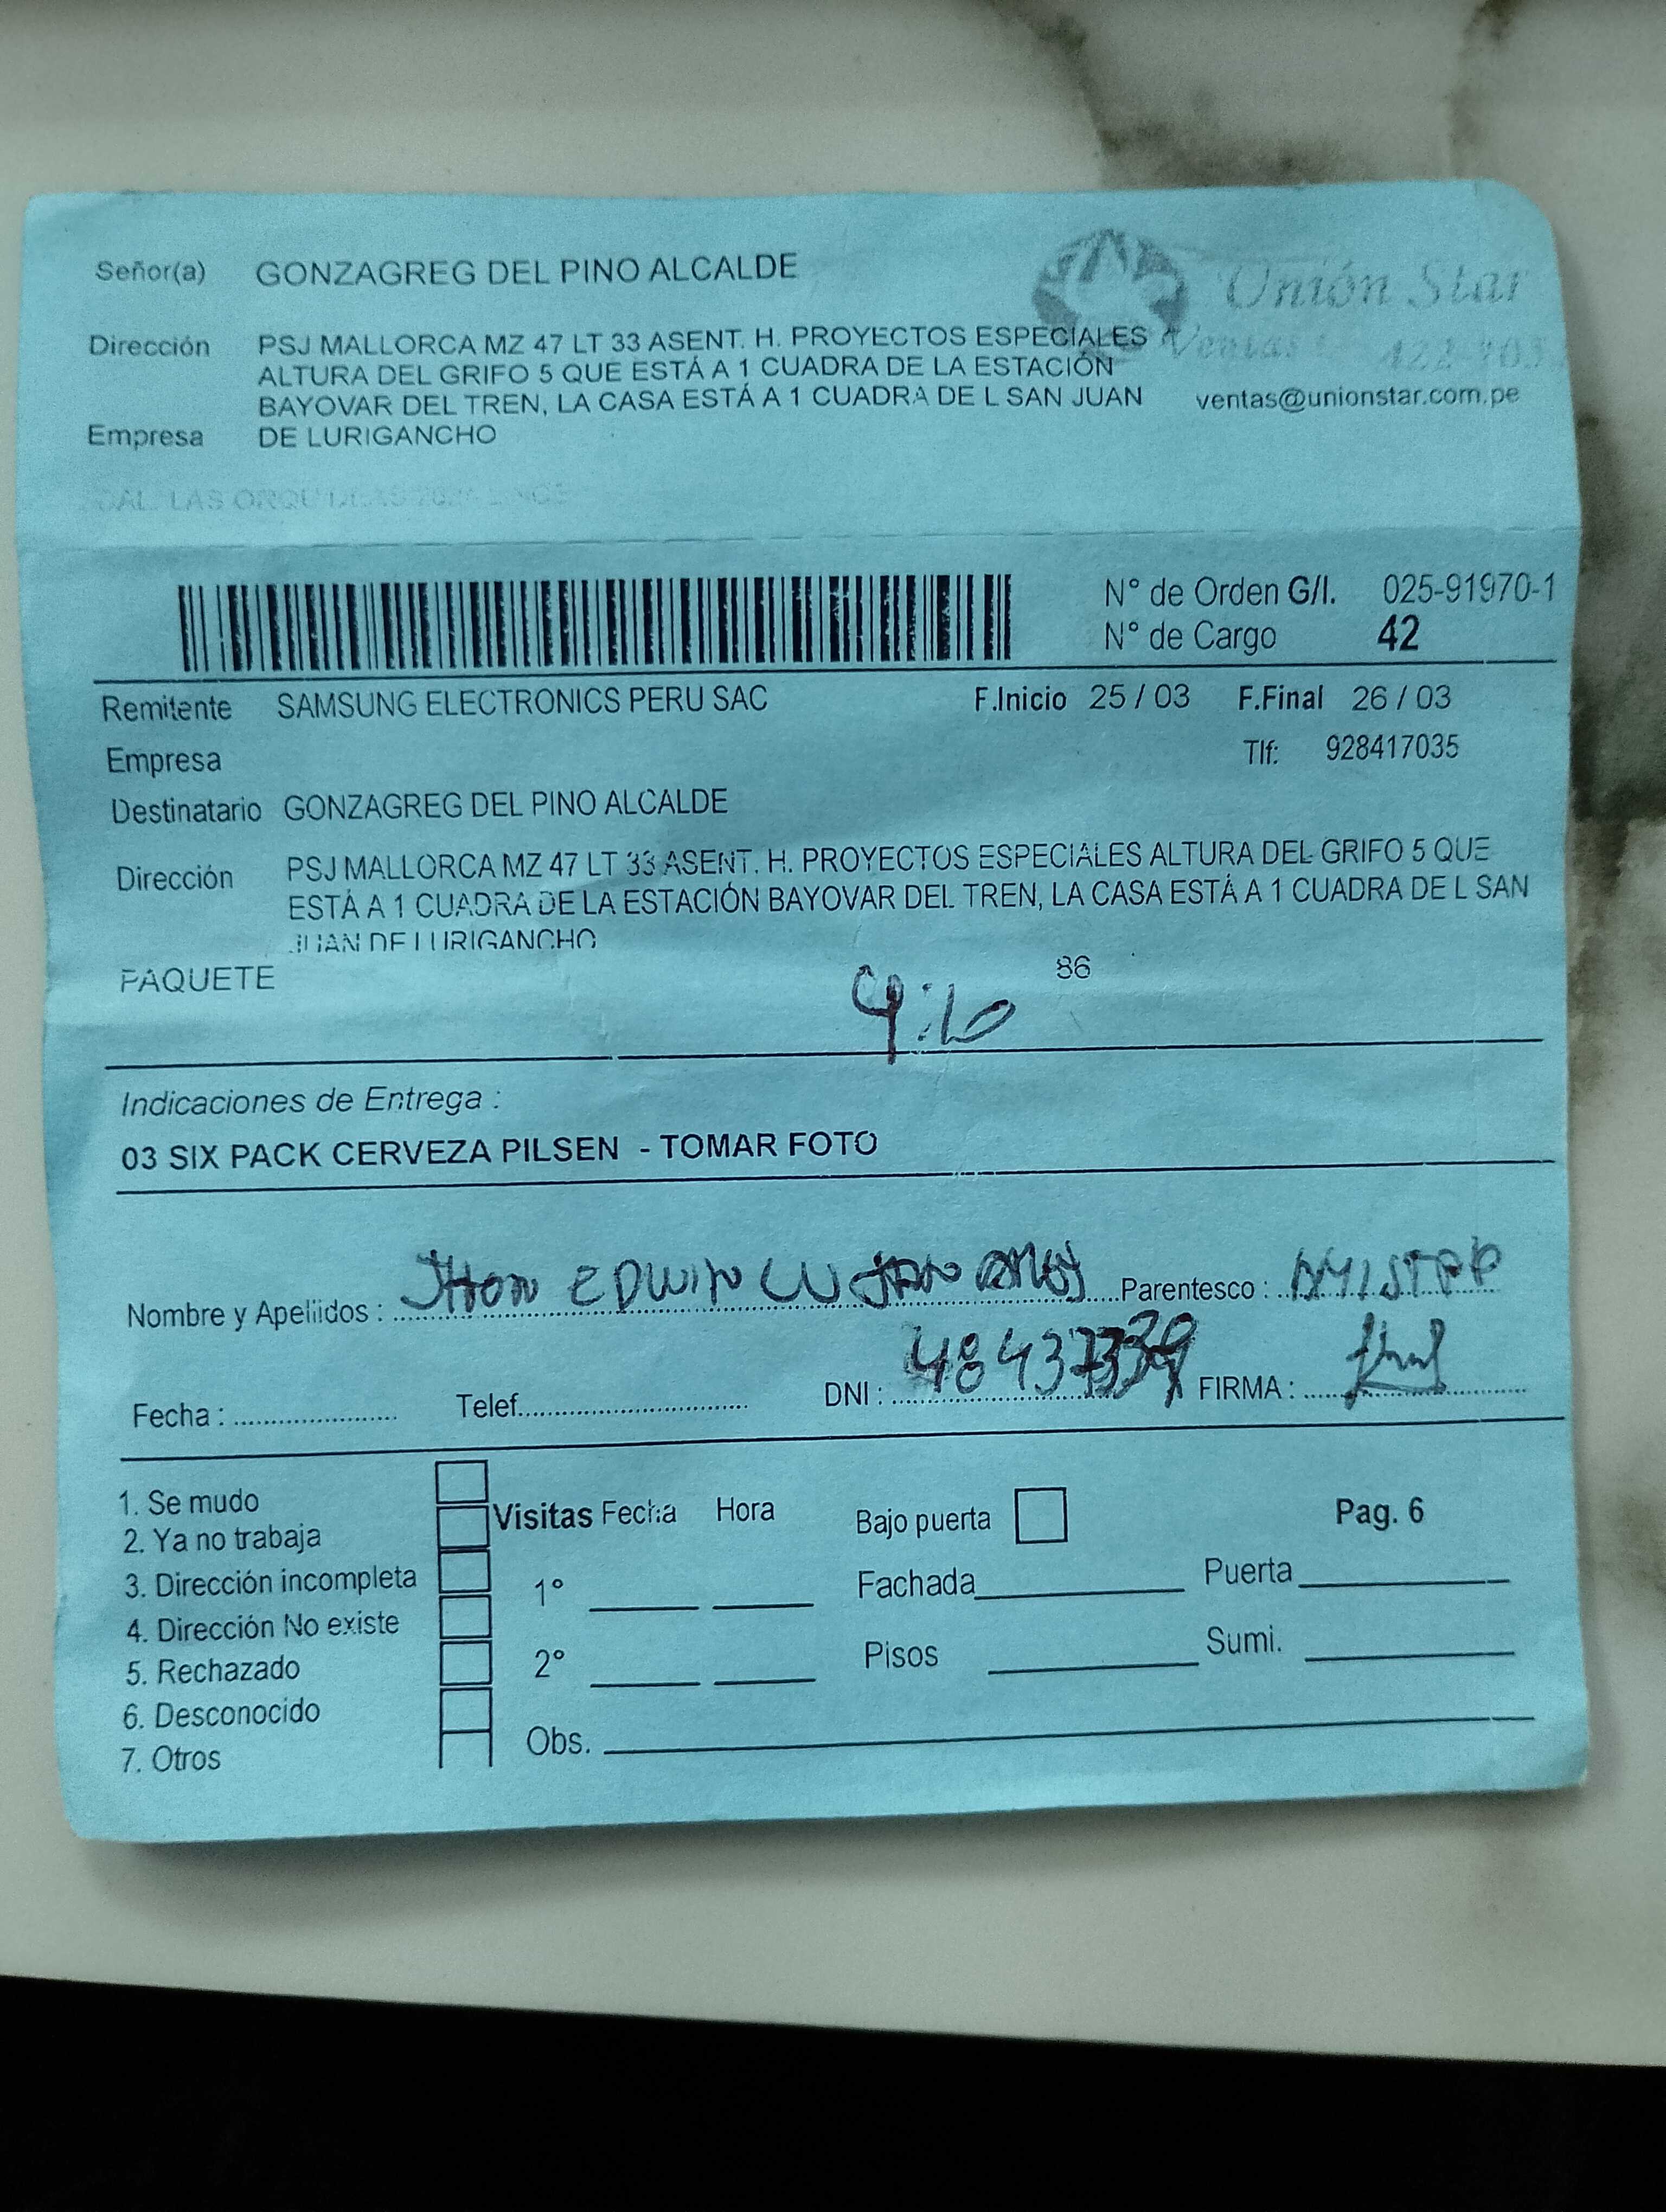 Señor(a) GONZAGREG DEL PINO ALCALDE
Unión Star
Dirección PSJ MALLORCA MZ 47 LT 33 ASENT. H. PROYECTOS ESPECIALES
Ventas
ALTURA DEL GRIFO 5 QUE ESTÁ A 1 CUADRA DE LA ESTACIÓN
BAYOVAR DEL TREN, LA CASA ESTÁ A 1 CUADRA DE L SAN JUAN
ventas@unionstar.com.pe
Empresa DE LURIGANCHO
CAL. LAS ORQUIDEAS
N° de Orden G/I. 025-91970-1
N° de Cargo 42
Remitente SAMSUNG ELECTRONICS PERU SAC F.Inicio 25 / 03 F.Final 26 / 03
Empresa Tlf: 928417035
Destinatario GONZAGREG DEL PINO ALCALDE
Dirección PSJ MALLORCA MZ 47 LT 33 ASENT. H. PROYECTOS ESPECIALES ALTURA DEL GRIFO 5 QUE
ESTÁ A 1 CUADRA DE LA ESTACIÓN BAYOVAR DEL TREN, LA CASA ESTÁ A 1 CUADRA DE L SAN
JUAN DE LURIGANCHO
PAQUETE 86
4:10
Indicaciones de Entrega :
03 SIX PACK CERVEZA PILSEN - TOMAR FOTO
Nombre y Apellidos : JHON EDWIN LUJAN Parentesco :
Fecha : Telef. DNI : FIRMA :
1. Se mudo
2. Ya no trabaja
3. Dirección incompleta
4. Dirección No existe
5. Rechazado
6. Desconocido
7. Otros
Visitas Fecha Hora
1°
2°
Obs.
Bajo puerta Pag. 6
Fachada Puerta
Pisos Sumi.